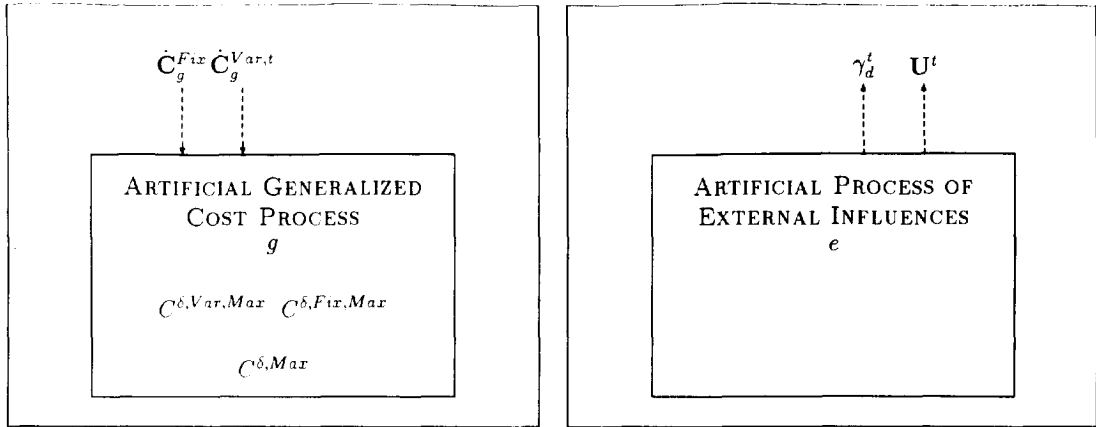 Ċ_g^{Fix} Ċ_g^{Var,t}
ARTIFICIAL GENERALIZED
COST PROCESS
g
C^{δ,Var,Max} C^{δ,Fix,Max}
C^{δ,Max}
γ_d^t U^t
ARTIFICIAL PROCESS OF
EXTERNAL INFLUENCES
e